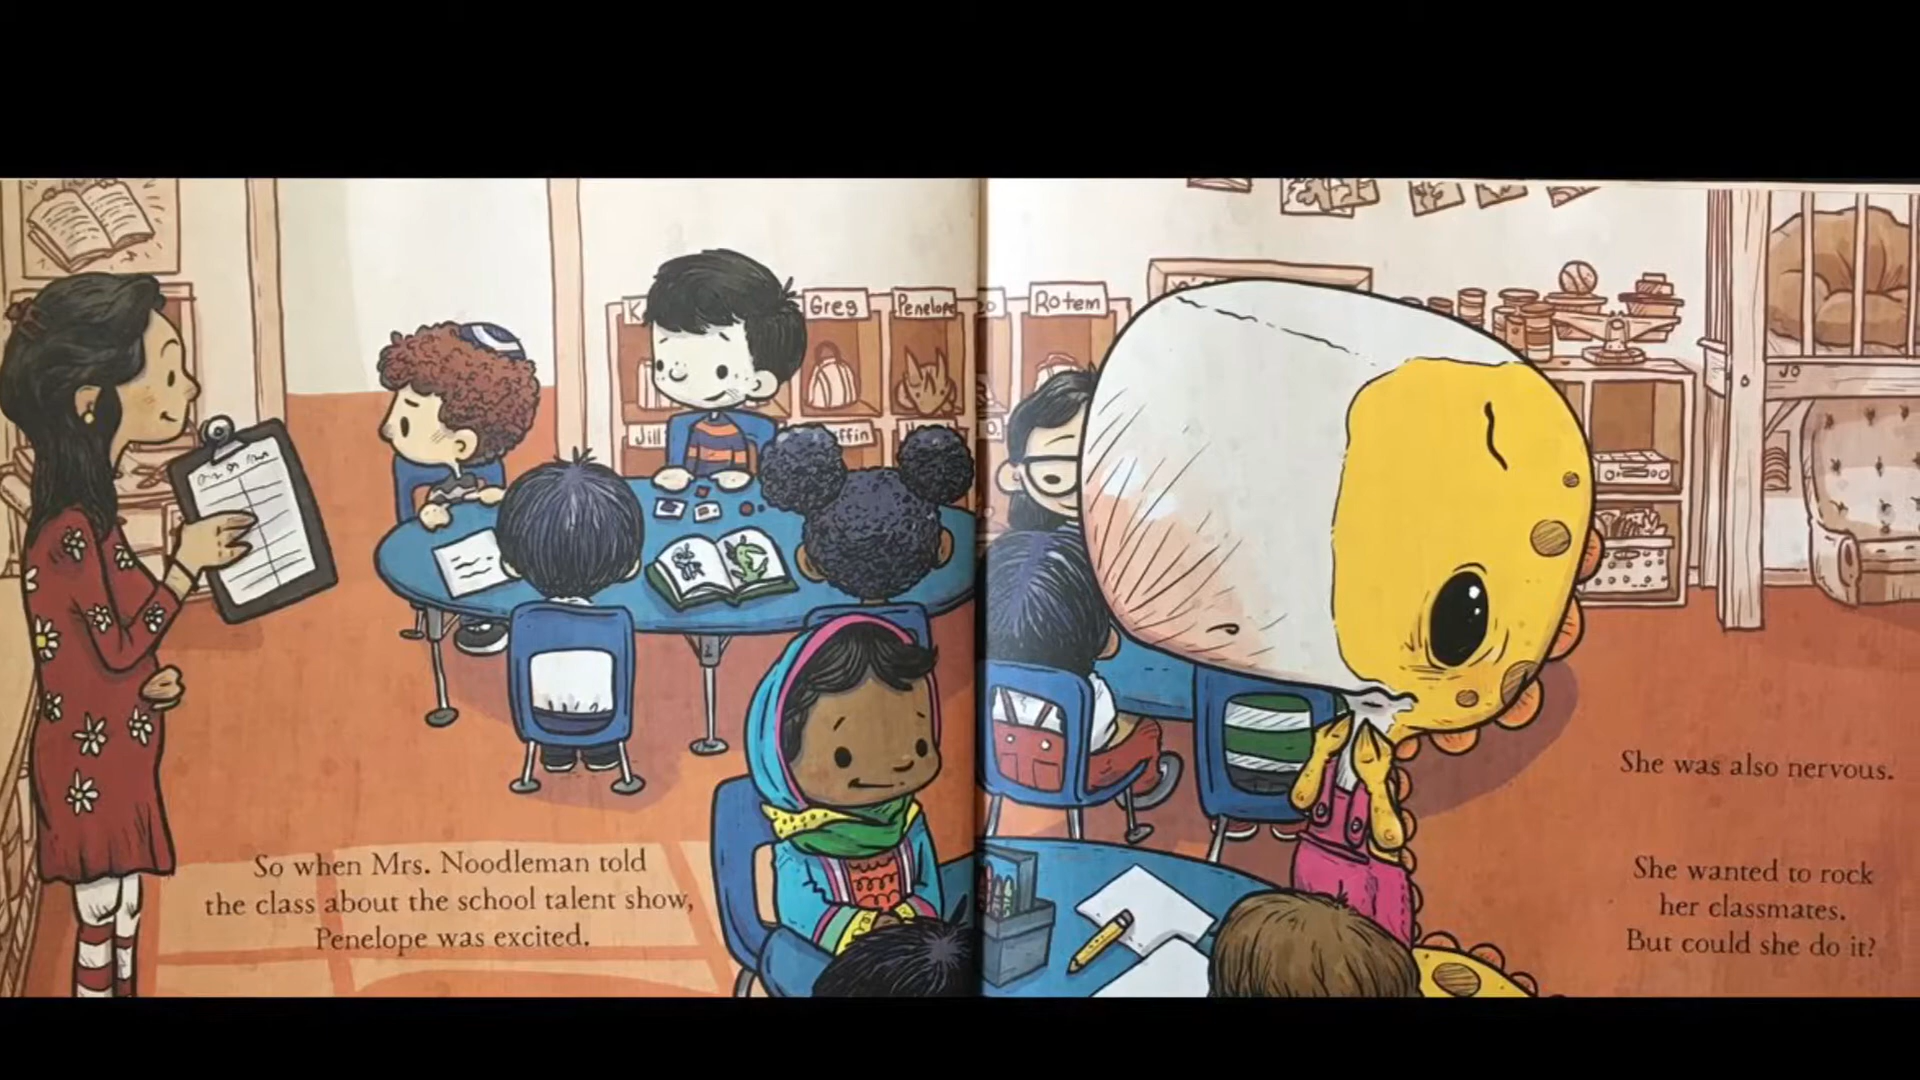 Greg
Penelope
Rotem
Jill
JO
So when Mrs. Noodleman told
the class about the school talent show,
Penelope was excited.
She was also nervous.
She wanted to rock
her classmates.
But could she do it?